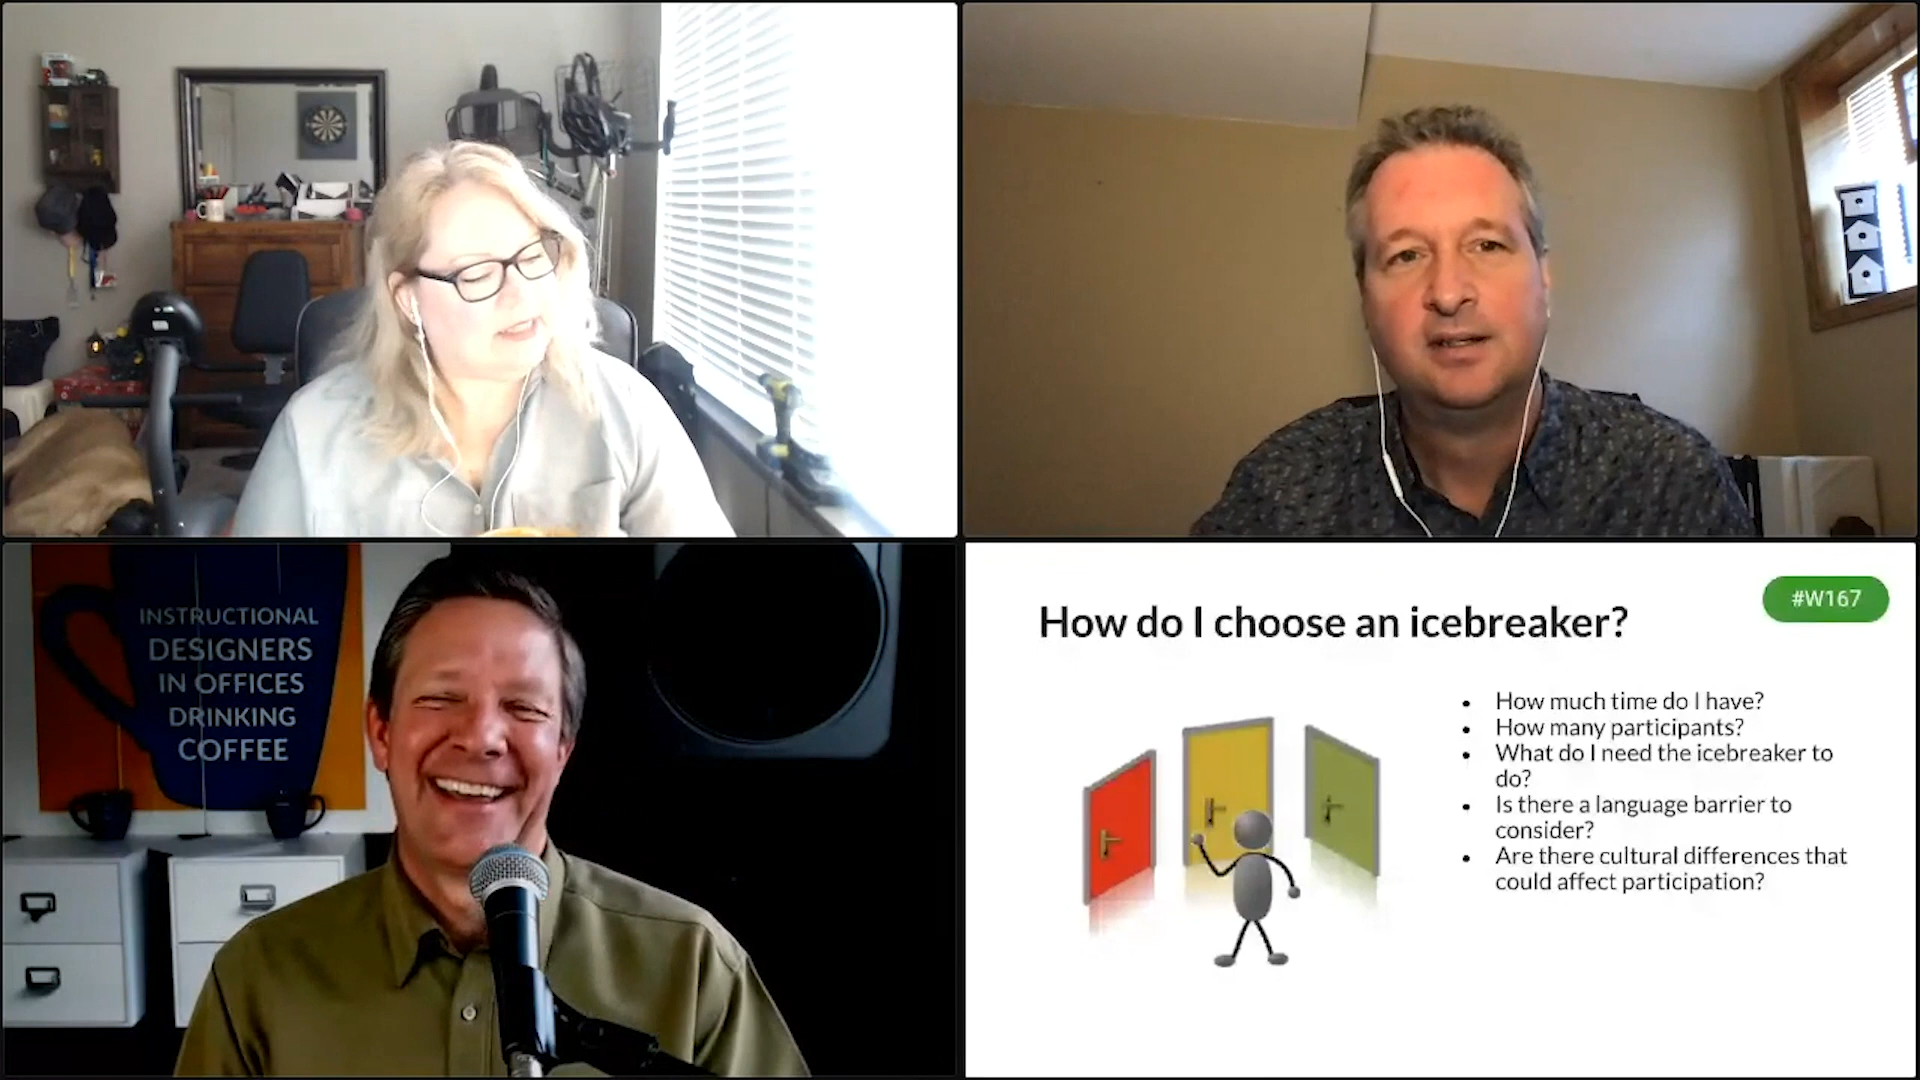 INSTRUCTIONAL
DESIGNERS
IN OFFICES
DRINKING
COFFEE
#W167
How do I choose an icebreaker?
• How much time do I have?
• How many participants?
• What do I need the icebreaker to
do?
• Is there a language barrier to
consider?
• Are there cultural differences that
could affect participation?